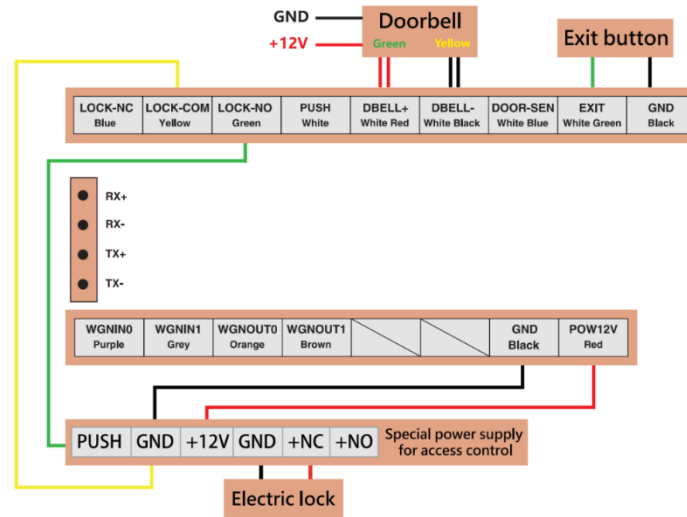 GND
Doorbell
+12V
Green
Yellow
Exit button
LOCK-NC
Blue
LOCK-COM
Yellow
LOCK-NO
Green
PUSH
White
DBELL+
White Red
DBELL-
White Black
DOOR-SEN
White Blue
EXIT
White Green
GND
Black
RX+
RX-
TX+
TX-
WGNIN0
Purple
WGNIN1
Grey
WGNOUT0
Orange
WGNOUT1
Brown
GND
Black
POW12V
Red
PUSH
GND
+12V
GND
+NC
+NO
Special power supply
for access control
Electric lock